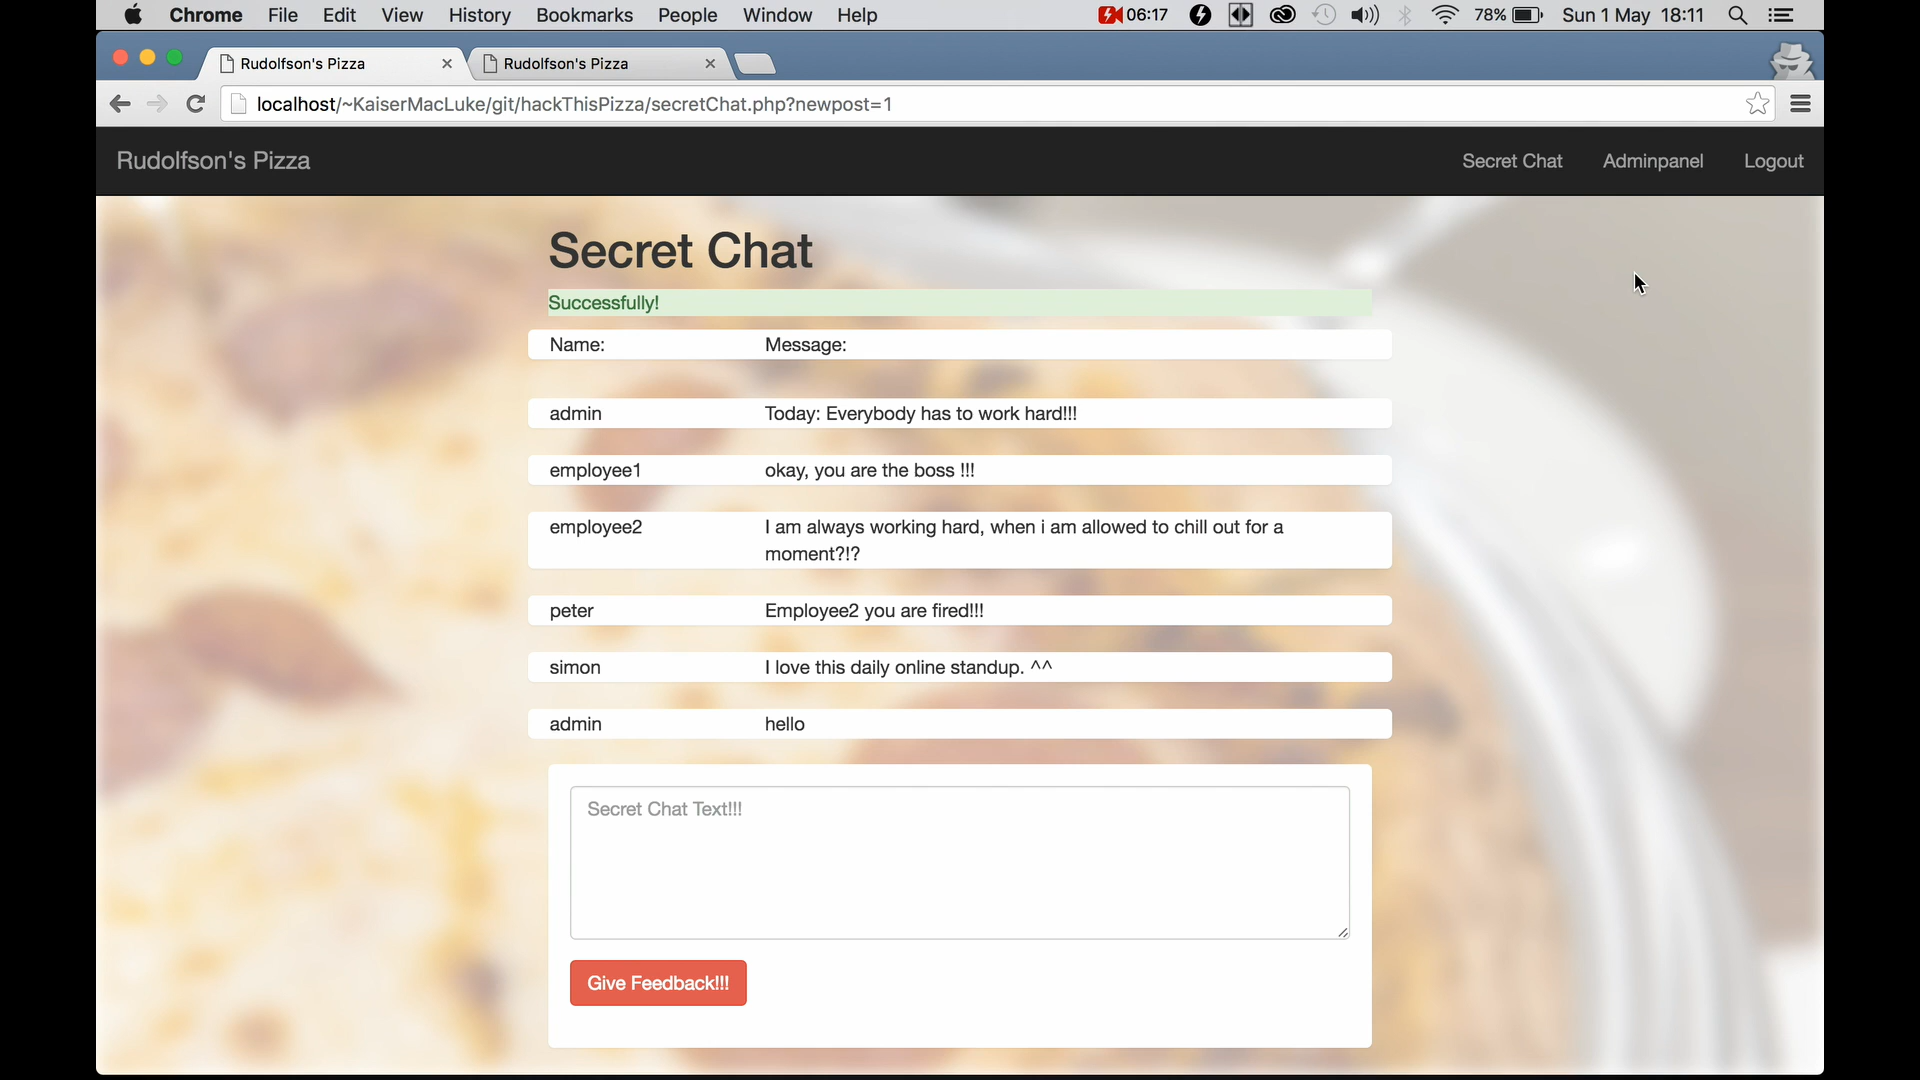 Chrome File Edit View History Bookmarks People Window Help 06:17 78% Sun 1 May 18:11
Rudolfson's Pizza Rudolfson's Pizza
localhost/~KaiserMacLuke/git/hackThisPizza/secretChat.php?newpost=1
Rudolfson's Pizza Secret Chat Adminpanel Logout
Secret Chat
Successfully!
Name: Message:
admin Today: Everybody has to work hard!!!
employee1 okay, you are the boss !!!
employee2 I am always working hard, when i am allowed to chill out for a
moment?!?
peter Employee2 you are fired!!!
simon I love this daily online standup. ^^
admin hello
Secret Chat Text!!!
Give Feedback!!!